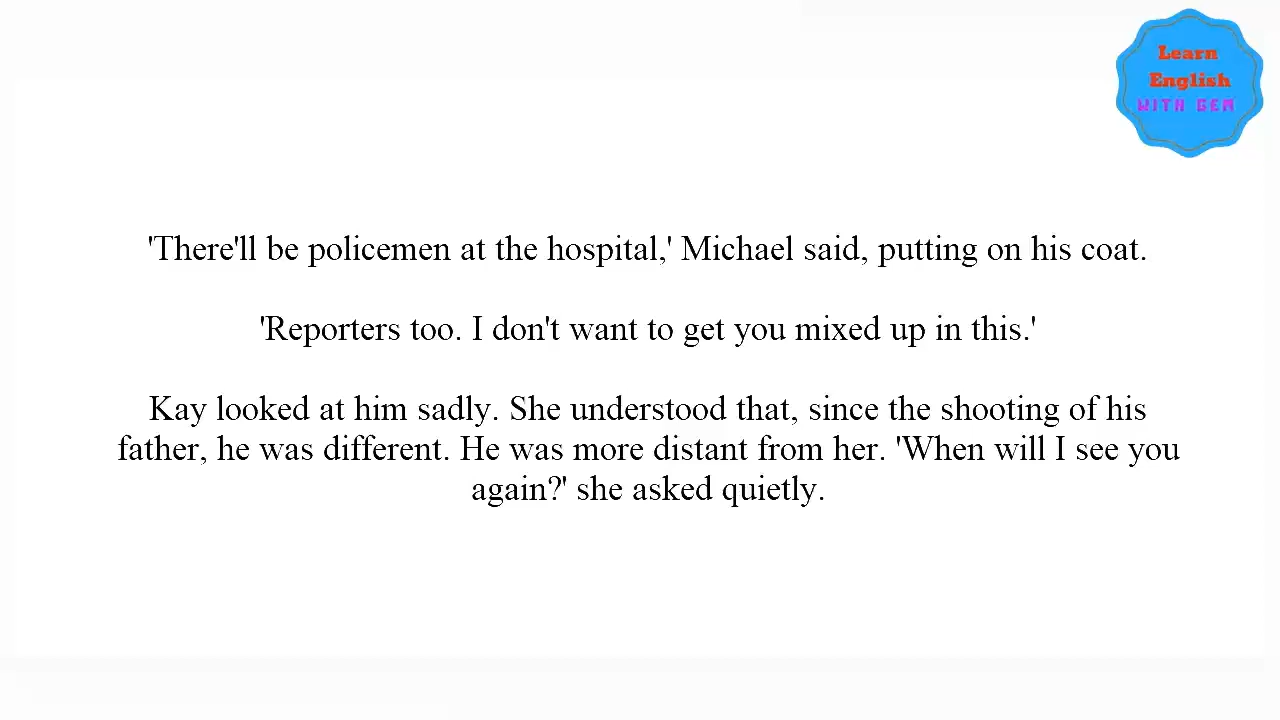 Learn
English
WITH GEM
'There'll be policemen at the hospital,' Michael said, putting on his coat.
'Reporters too. I don't want to get you mixed up in this.'
Kay looked at him sadly. She understood that, since the shooting of his
father, he was different. He was more distant from her. 'When will I see you
again?' she asked quietly.